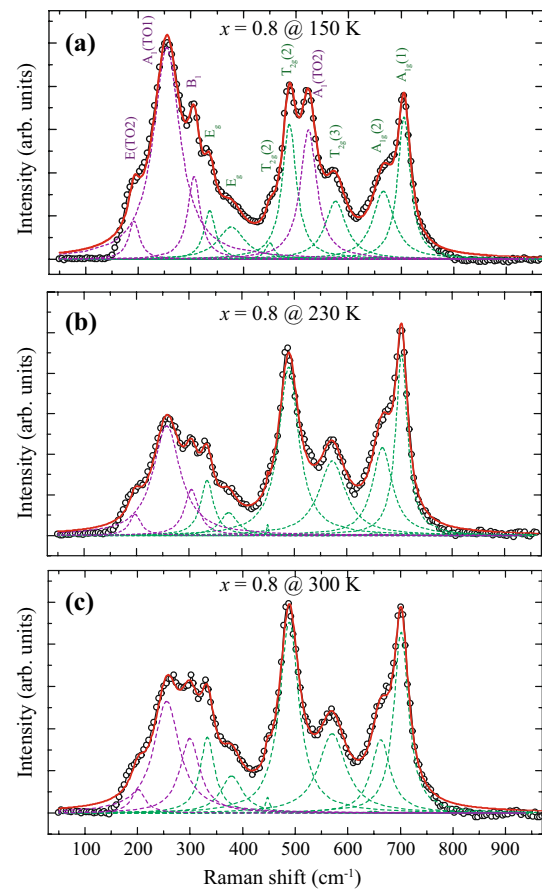 (a)
x = 0.8 @ 150 K
E(TO2)
A₁(TO1)
B₁
E₉g
E₉g
T₂g(2)
T₂g(2)
A₁(TO2)
T₂g(3)
A₁g(2)
A₁g(1)
Intensity (arb. units)
(b)
x = 0.8 @ 230 K
Intensity (arb. units)
(c)
x = 0.8 @ 300 K
Intensity (arb. units)
100 200 300 400 500 600 700 800 900
Raman shift (cm⁻¹)